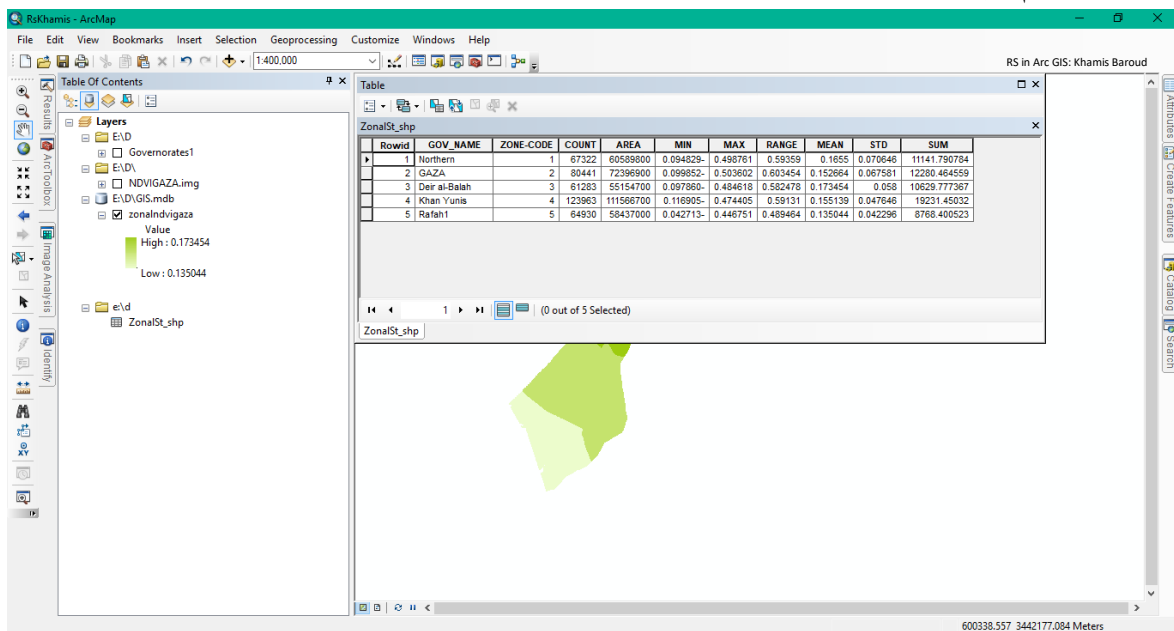 RsKhamis - ArcMap
File Edit View Bookmarks Insert Selection Geoprocessing Customize Windows Help
1:400,000
RS in Arc GIS: Khamis Baroud
Results
ArcToolbox
Image Analysis
Identify
Table Of Contents
Layers
E:\D
Governorates1
E:\D\
NDVIGAZA.img
E:\D\GIS.mdb
zonalndvigaza
Value
High : 0.173454
Low : 0.135044
e:\d
ZonalSt_shp
Table
ZonalSt_shp
Rowid GOV_NAME ZONE-CODE COUNT AREA MIN MAX RANGE MEAN STD SUM
1 Northern 1 67322 60589800 0.094829- 0.498761 0.59359 0.1655 0.070646 11141.790784
2 GAZA 2 80441 72396900 0.099852- 0.503602 0.603454 0.152664 0.067581 12280.464559
3 Deir al-Balah 3 61283 55154700 0.097860- 0.484618 0.582478 0.173454 0.058 10629.777367
4 Khan Yunis 4 123963 111566700 0.116905- 0.474405 0.59131 0.155139 0.047646 19231.45032
5 Rafah1 5 64930 58437000 0.042713- 0.446751 0.489464 0.135044 0.042296 8768.400523
1
(0 out of 5 Selected)
ZonalSt_shp
Attributes
Create Features
Catalog
Search
600338.557 3442177.084 Meters